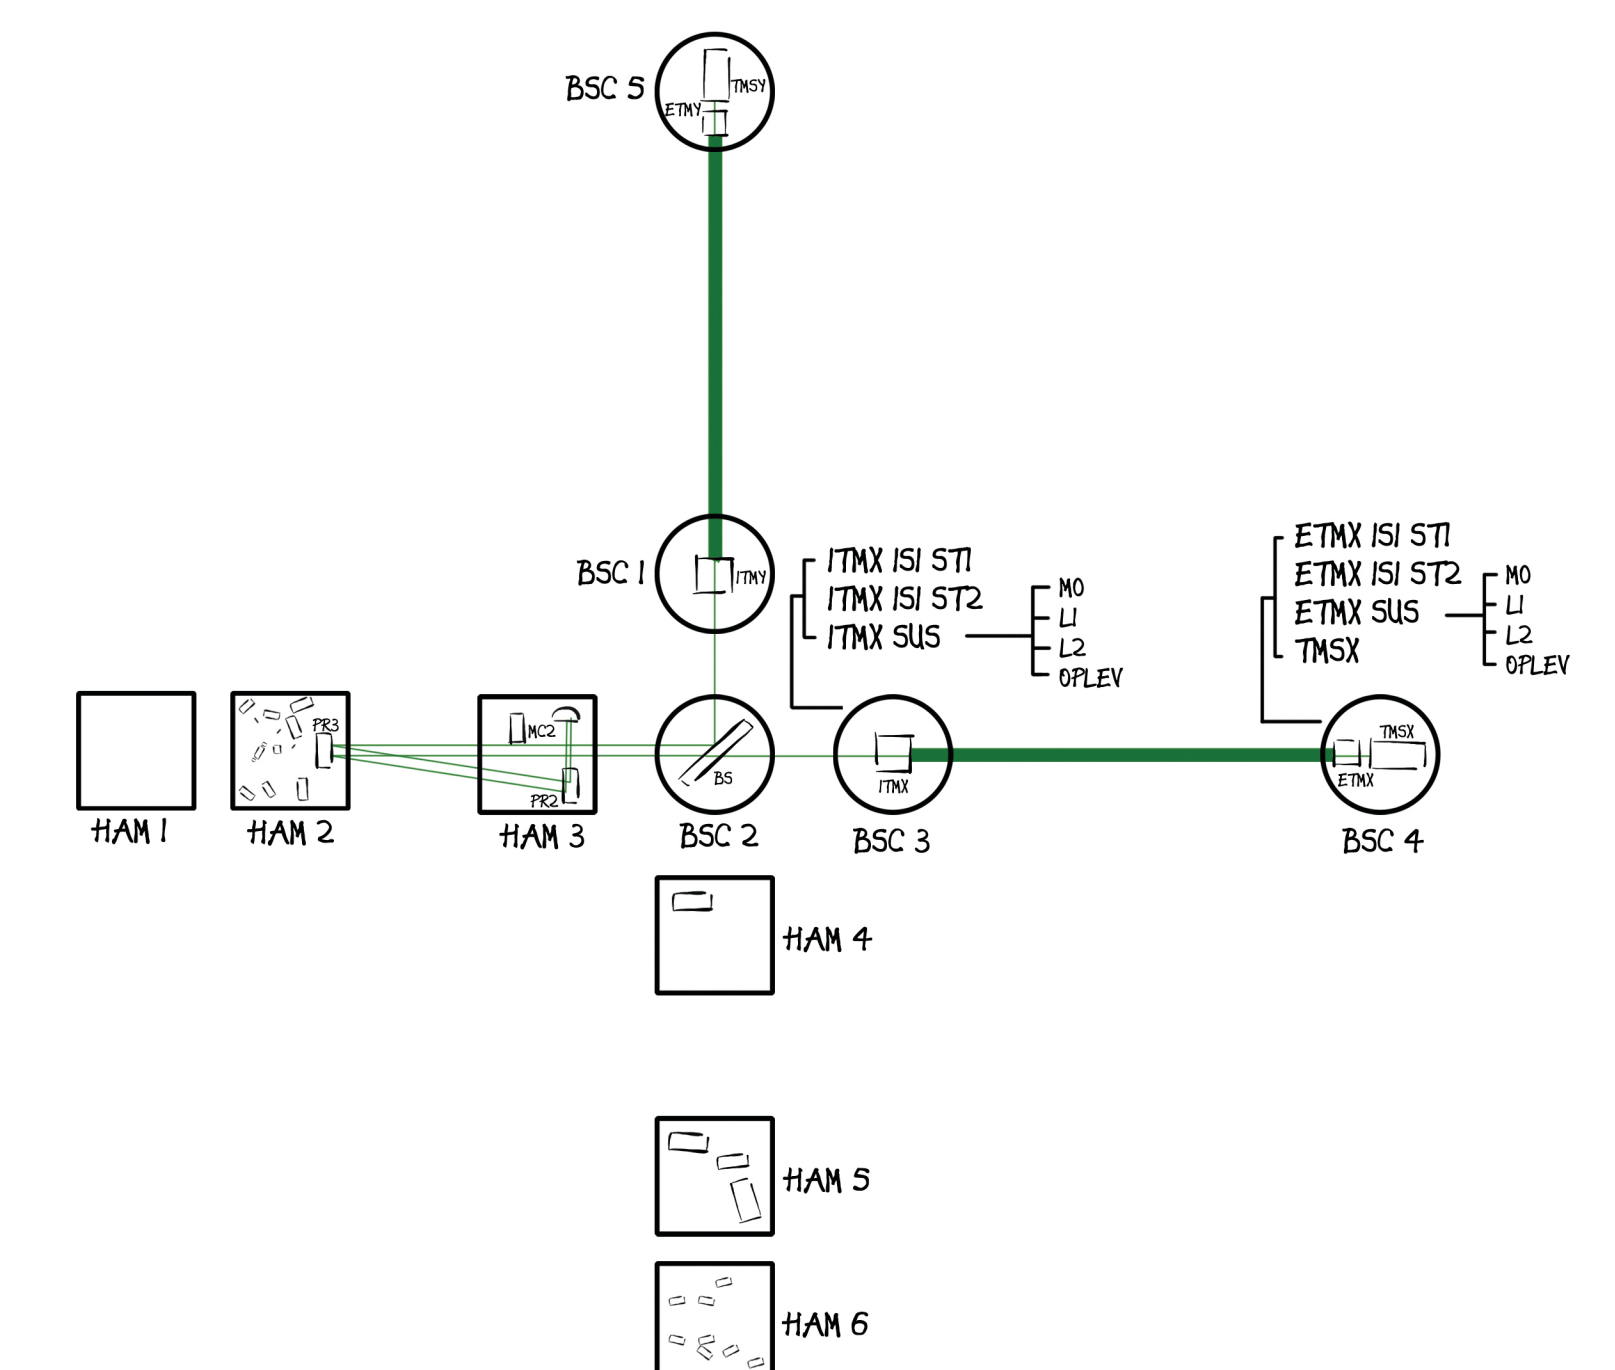 BSC 5
TMSY
ETMY
BSC 1
ITMY
ITMX ISI ST1
ITMX ISI ST2
ITMX SUS
M0
L1
L2
OPLEV
ETMX ISI ST1
ETMX ISI ST2
ETMX SUS
TMSX
M0
L1
L2
OPLEV
HAM 1
PR3
HAM 2
MC2
PR2
HAM 3
BS
BSC 2
ITMX
BSC 3
TMSX
ETMX
BSC 4
HAM 4
HAM 5
HAM 6